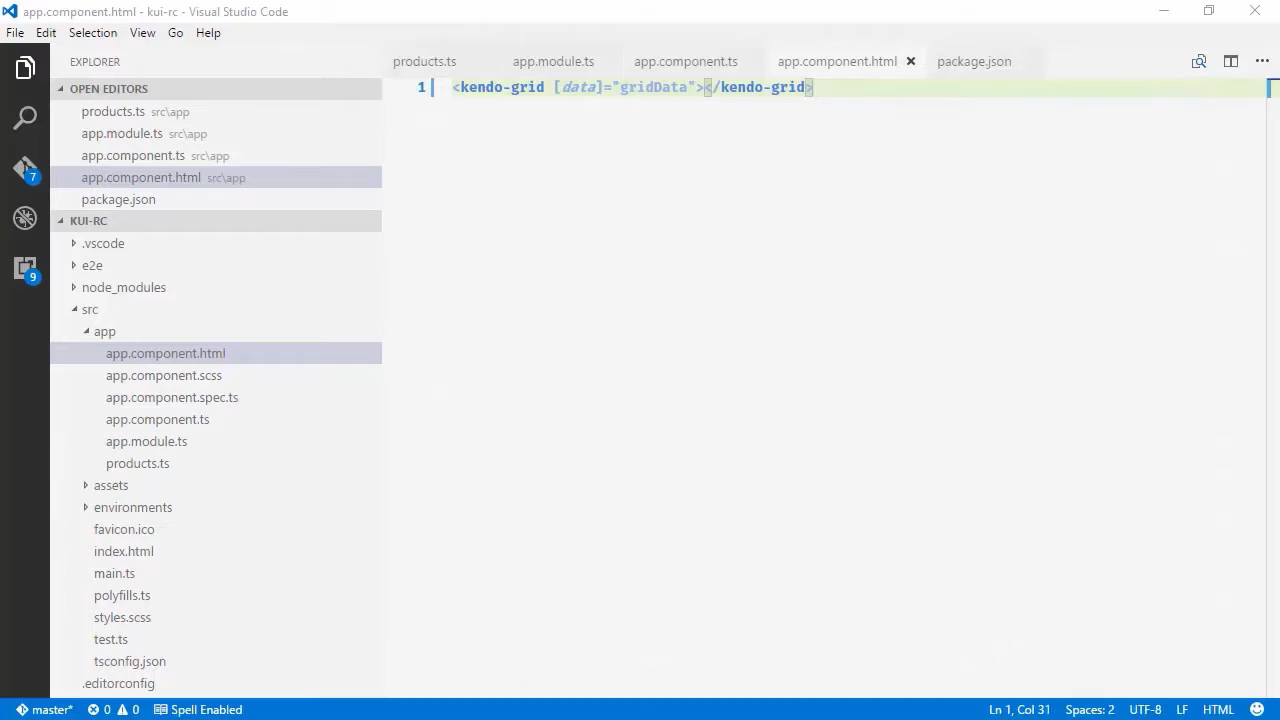 app.component.html - kui-rc - Visual Studio Code
File Edit Selection View Go Help
EXPLORER
products.ts app.module.ts app.component.ts app.component.html package.json
OPEN EDITORS
1 <kendo-grid [data]="gridData"></kendo-grid>
products.ts src\app
app.module.ts src\app
app.component.ts src\app
7
app.component.html src\app
package.json
KUI-RC
.vscode
e2e
9
node_modules
src
app
app.component.html
app.component.scss
app.component.spec.ts
app.component.ts
app.module.ts
products.ts
assets
environments
favicon.ico
index.html
main.ts
polyfills.ts
styles.scss
test.ts
tsconfig.json
.editorconfig
master* 0 0 Spell Enabled Ln 1, Col 31 Spaces: 2 UTF-8 LF HTML